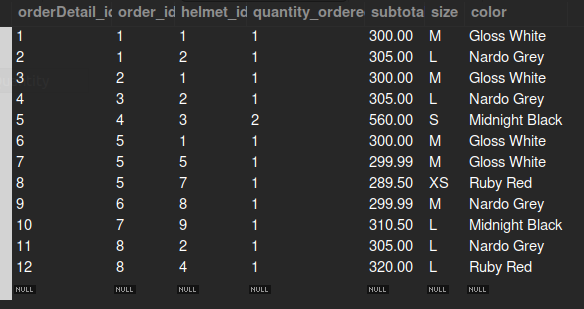 orderDetail_id order_id helmet_id quantity_ordere subtota size color
1 1 1 1 300.00 M Gloss White
2 1 2 1 305.00 L Nardo Grey
3 2 1 1 300.00 M Gloss White
4 3 2 1 305.00 L Nardo Grey
5 4 3 2 560.00 S Midnight Black
6 5 1 1 300.00 M Gloss White
7 5 5 1 299.99 M Gloss White
8 5 7 1 289.50 XS Ruby Red
9 6 8 1 299.99 M Nardo Grey
10 7 9 1 310.50 L Midnight Black
11 8 2 1 305.00 L Nardo Grey
12 8 4 1 320.00 L Ruby Red
NULL NULL NULL NULL NULL NULL NULL